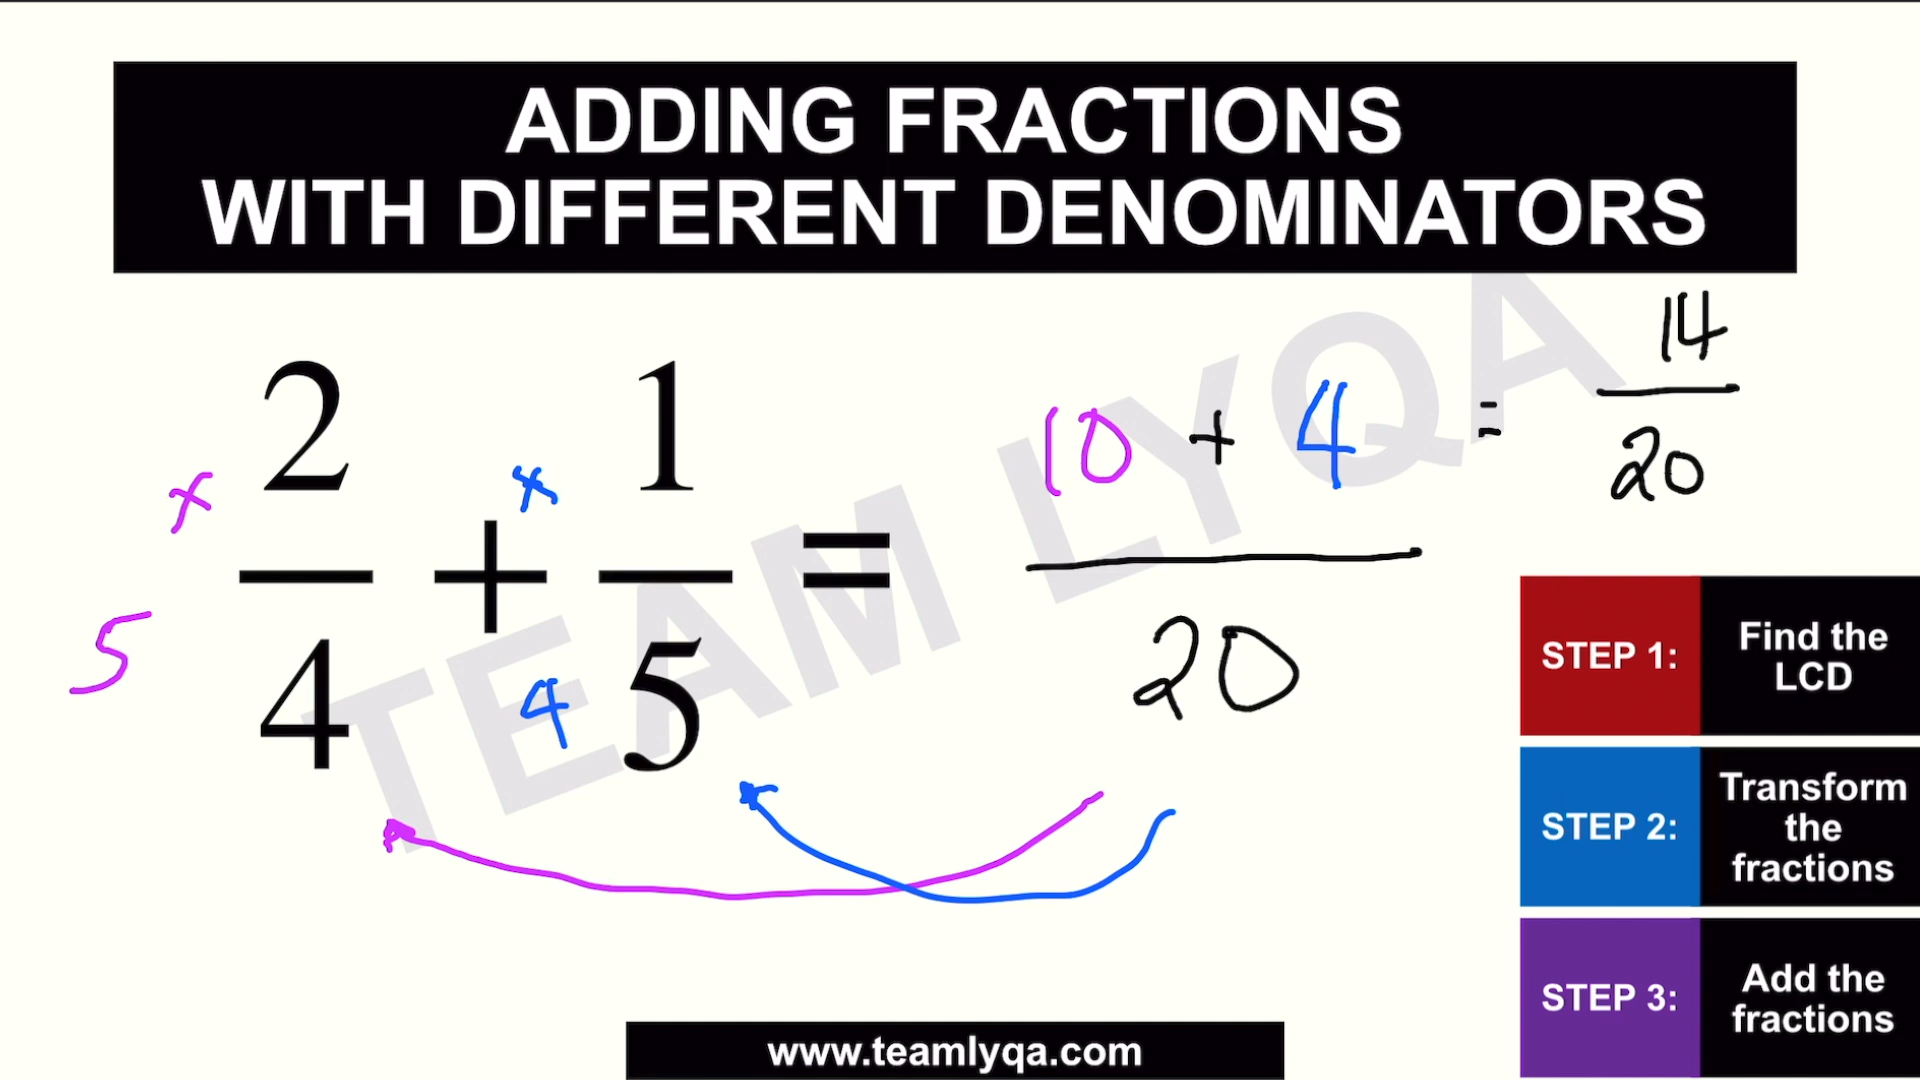 ADDING FRACTIONS
WITH DIFFERENT DENOMINATORS
2/4 + 1/5 = (10 + 4)/20 = 14/20
× 5
× 4
TEAM LYQA
STEP 1: Find the
LCD
STEP 2: Transform
the
fractions
STEP 3: Add the
fractions
www.teamlyqa.com